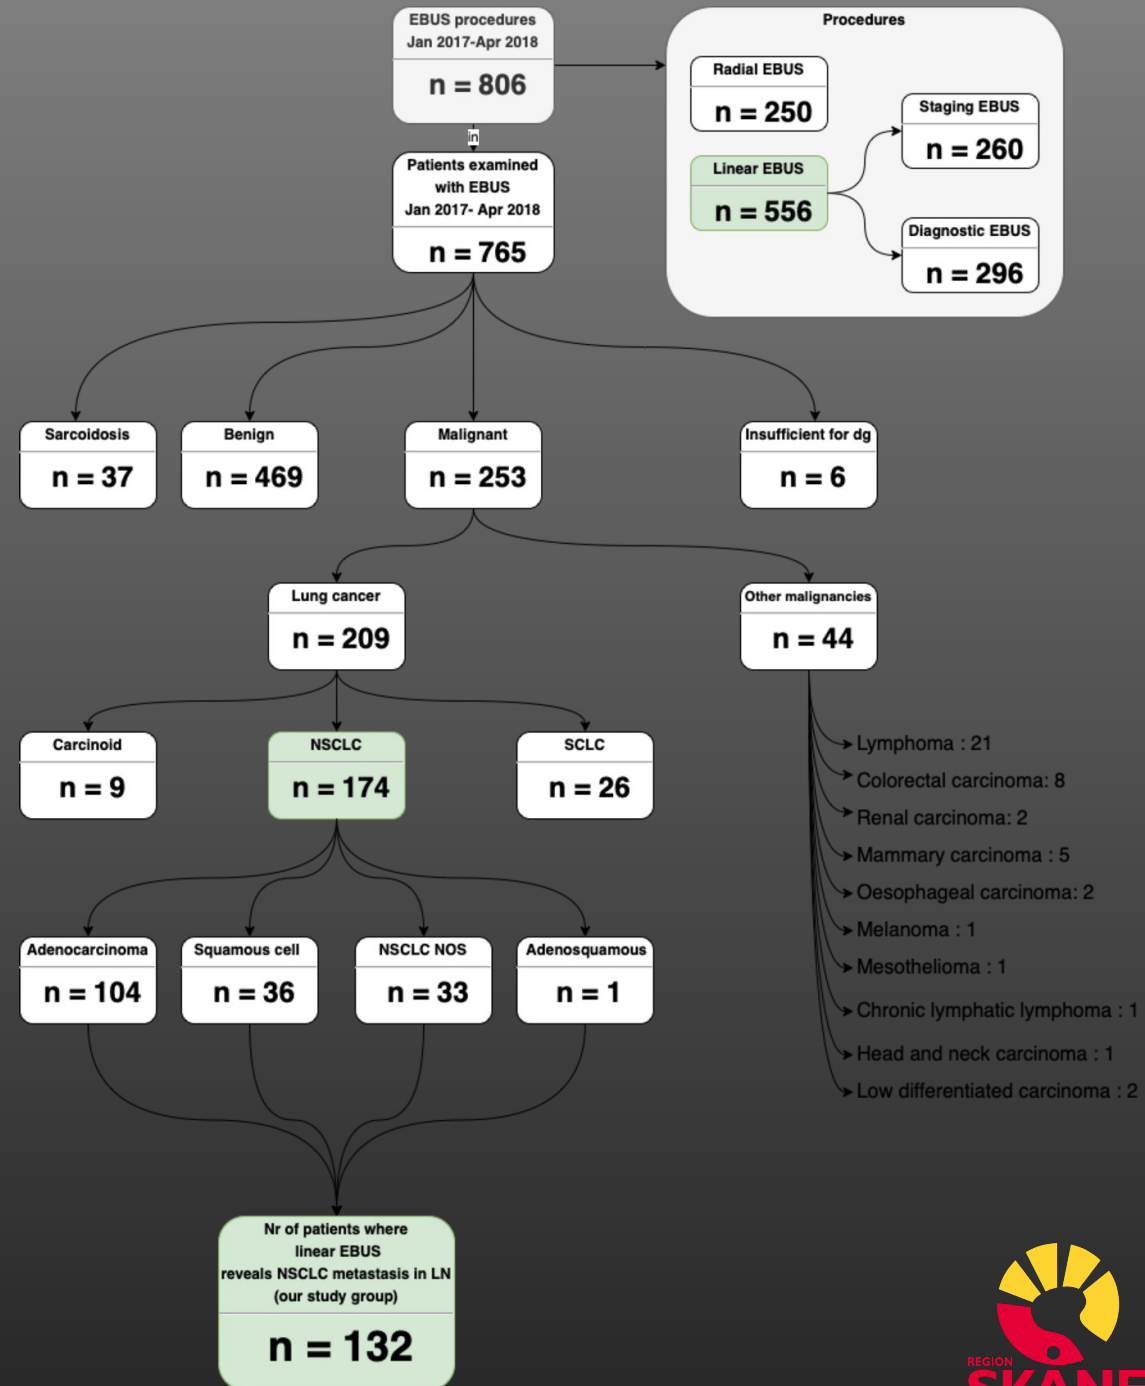 EBUS procedures
Jan 2017-Apr 2018
n = 806
in
Patients examined
with EBUS
Jan 2017- Apr 2018
n = 765
Procedures
Radial EBUS
n = 250
Linear EBUS
n = 556
Staging EBUS
n = 260
Diagnostic EBUS
n = 296
Sarcoidosis
n = 37
Benign
n = 469
Malignant
n = 253
Insufficient for dg
n = 6
Lung cancer
n = 209
Other malignancies
n = 44
Carcinoid
n = 9
NSCLC
n = 174
SCLC
n = 26
Lymphoma : 21
Colorectal carcinoma: 8
Renal carcinoma: 2
Mammary carcinoma : 5
Oesophageal carcinoma: 2
Melanoma : 1
Mesothelioma : 1
Chronic lymphatic lymphoma : 1
Head and neck carcinoma : 1
Low differentiated carcinoma : 2
Adenocarcinoma
n = 104
Squamous cell
n = 36
NSCLC NOS
n = 33
Adenosquamous
n = 1
Nr of patients where
linear EBUS
reveals NSCLC metastasis in LN
(our study group)
n = 132
REGION
SKANE